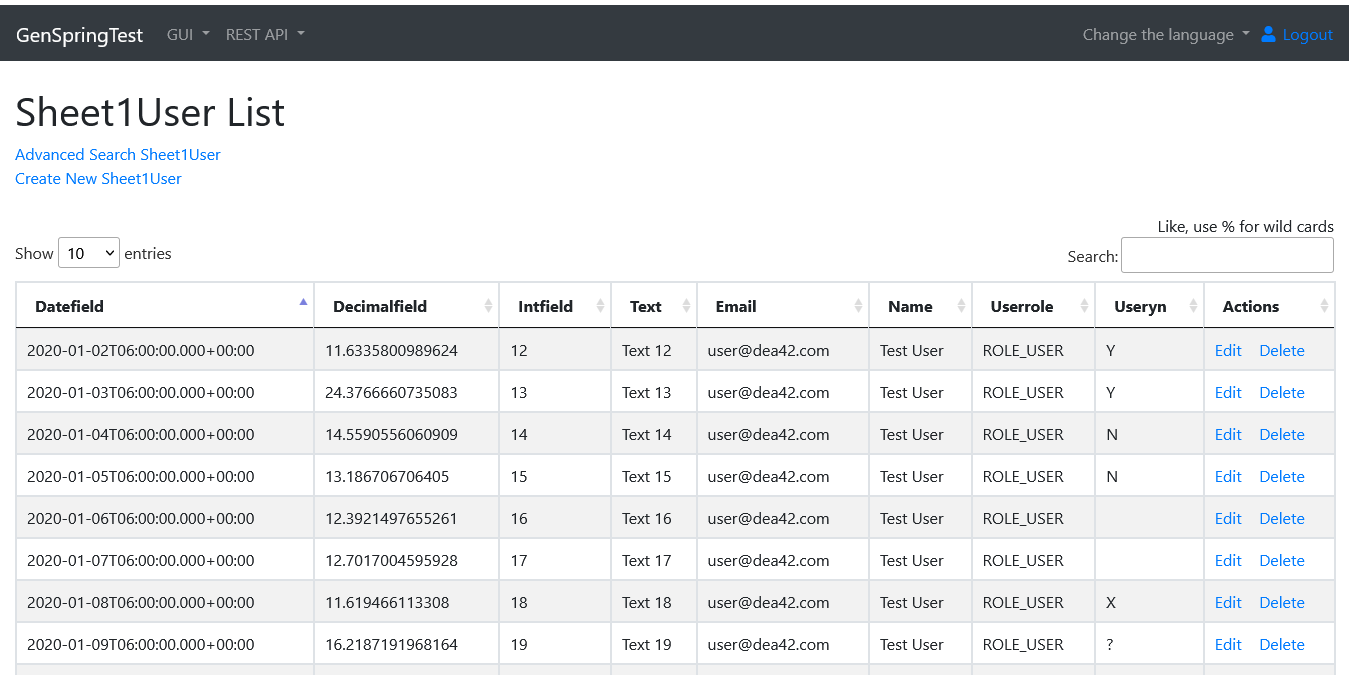 GenSpringTest GUI REST API Change the language Logout
Sheet1User List
Advanced Search Sheet1User
Create New Sheet1User
Like, use % for wild cards
Show 10 entries Search:
Datefield Decimalfield Intfield Text Email Name Userrole Useryn Actions
2020-01-02T06:00:00.000+00:00 11.6335800989624 12 Text 12 user@dea42.com Test User ROLE_USER Y Edit Delete
2020-01-03T06:00:00.000+00:00 24.3766660735083 13 Text 13 user@dea42.com Test User ROLE_USER Y Edit Delete
2020-01-04T06:00:00.000+00:00 14.5590556060909 14 Text 14 user@dea42.com Test User ROLE_USER N Edit Delete
2020-01-05T06:00:00.000+00:00 13.186706706405 15 Text 15 user@dea42.com Test User ROLE_USER N Edit Delete
2020-01-06T06:00:00.000+00:00 12.3921497655261 16 Text 16 user@dea42.com Test User ROLE_USER Edit Delete
2020-01-07T06:00:00.000+00:00 12.7017004595928 17 Text 17 user@dea42.com Test User ROLE_USER Edit Delete
2020-01-08T06:00:00.000+00:00 11.619466113308 18 Text 18 user@dea42.com Test User ROLE_USER X Edit Delete
2020-01-09T06:00:00.000+00:00 16.2187191968164 19 Text 19 user@dea42.com Test User ROLE_USER ? Edit Delete